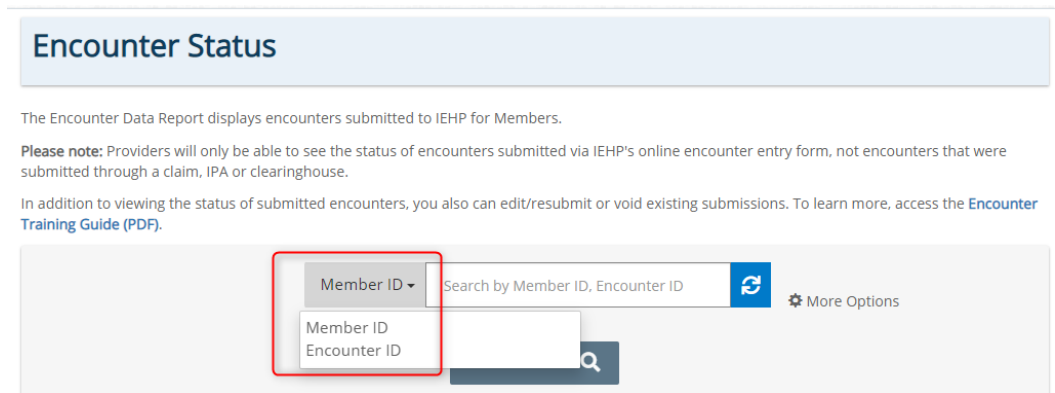 Encounter Status
The Encounter Data Report displays encounters submitted to IEHP for Members.
Please note: Providers will only be able to see the status of encounters submitted via IEHP's online encounter entry form, not encounters that were
submitted through a claim, IPA or clearinghouse.
In addition to viewing the status of submitted encounters, you also can edit/resubmit or void existing submissions. To learn more, access the Encounter
Training Guide (PDF).
Member ID Search by Member ID, Encounter ID
More Options
Member ID
Encounter ID